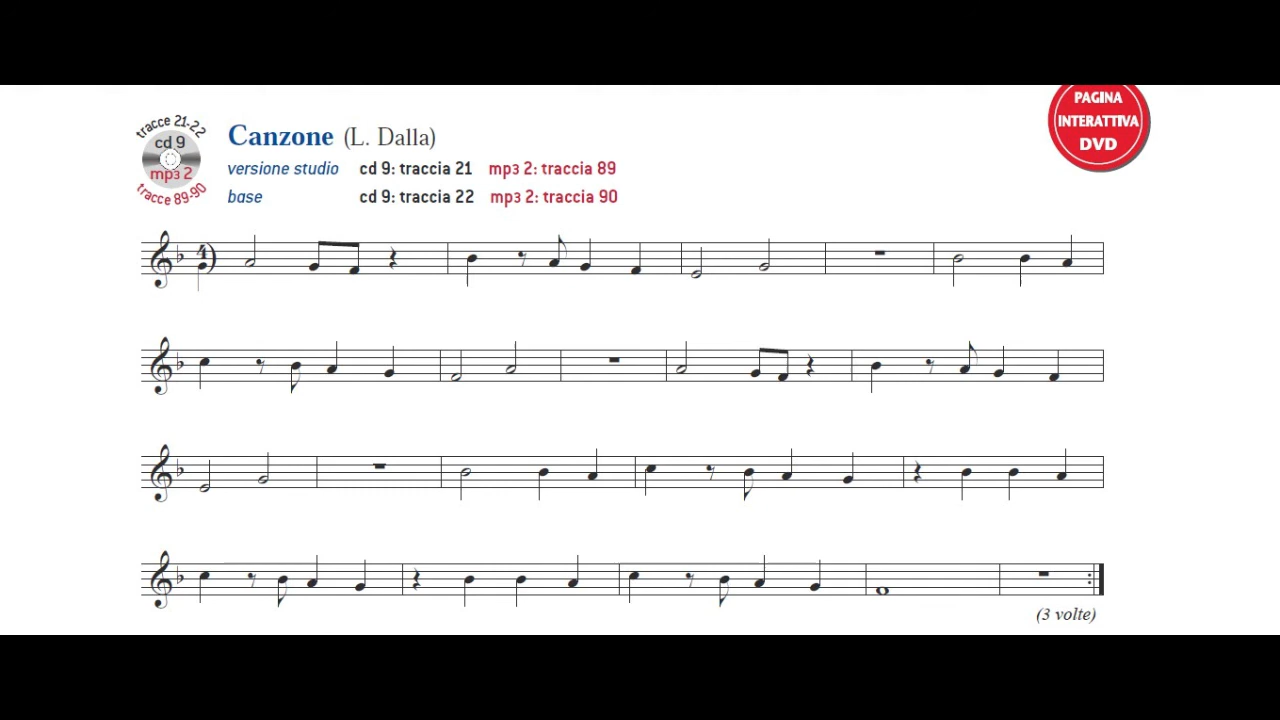 tracce 21-22
cd 9
mp3 2
tracce 89-90
Canzone (L. Dalla)
versione studio cd 9: traccia 21 mp3 2: traccia 89
base cd 9: traccia 22 mp3 2: traccia 90
PAGINA
INTERATTIVA
DVD
(3 volte)